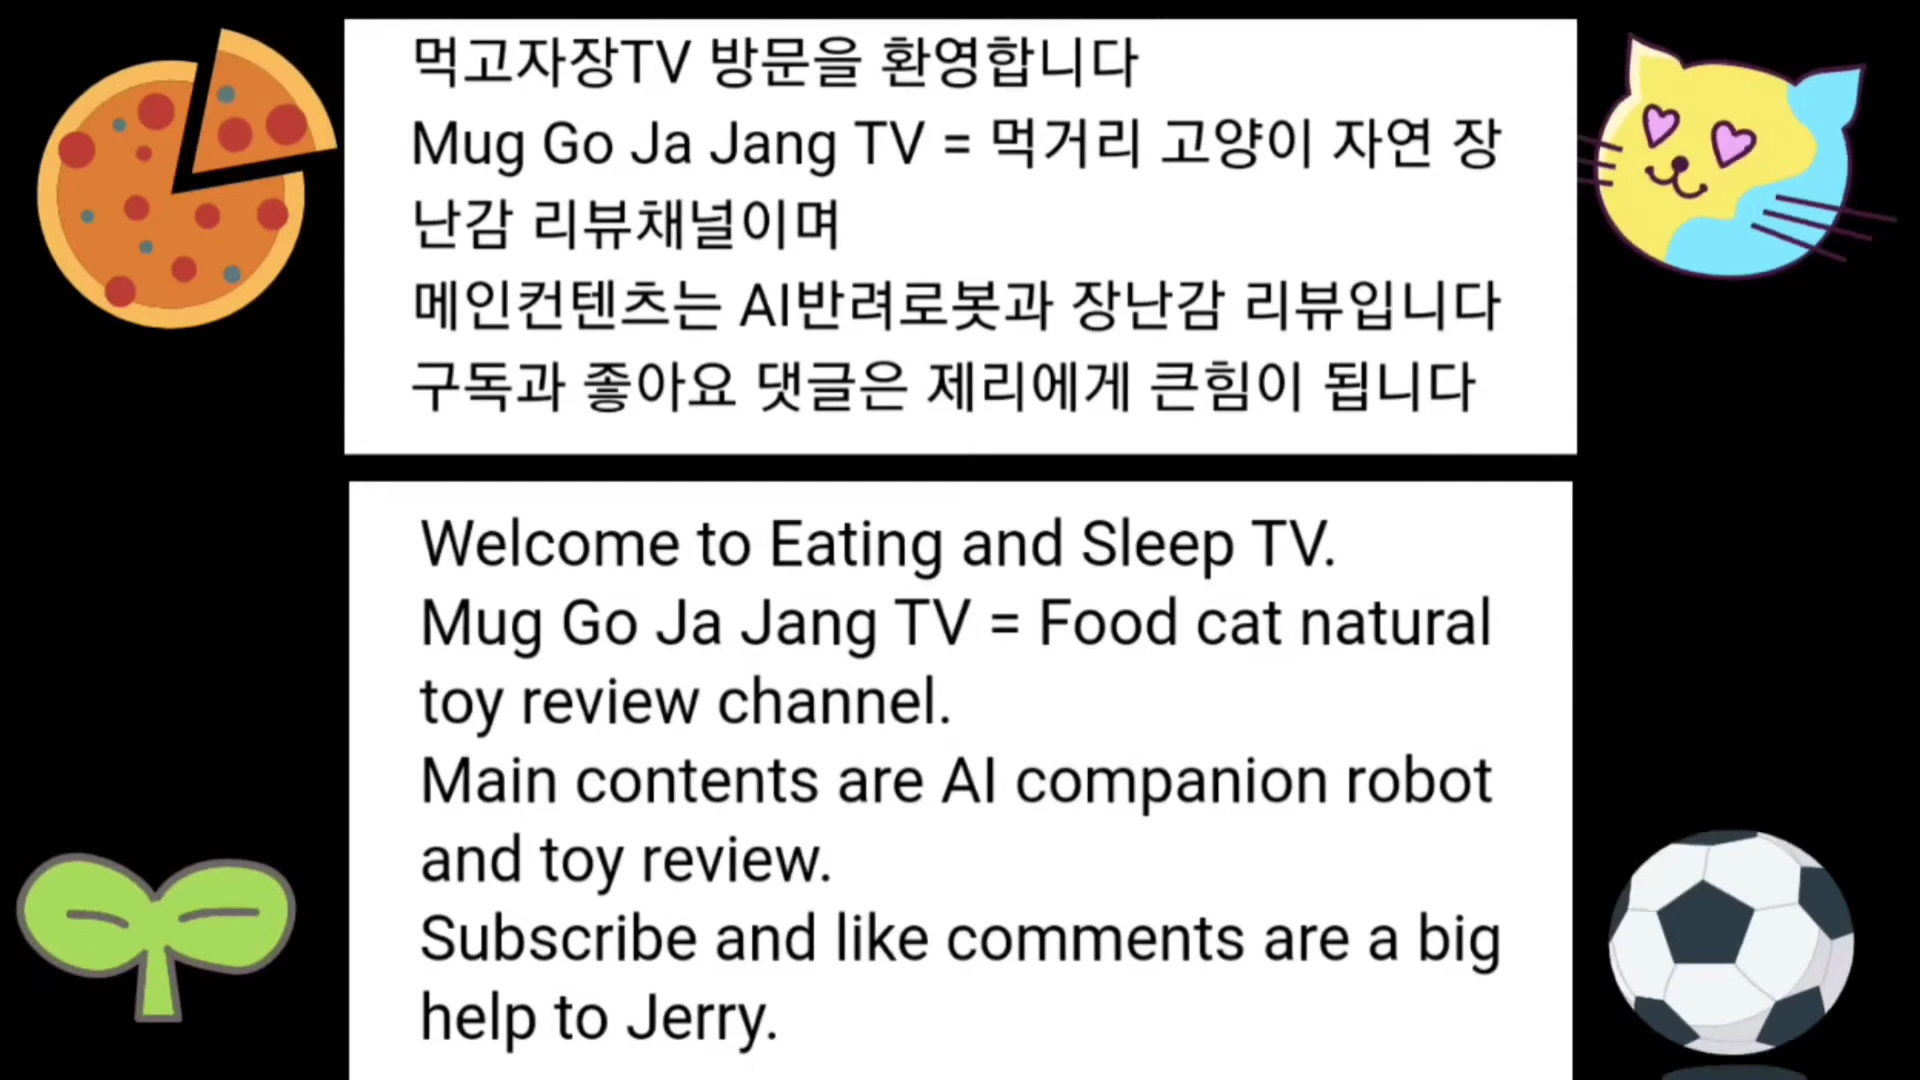 먹고자장TV 방문을 환영합니다
Mug Go Ja Jang TV = 먹거리 고양이 자연 장
난감 리뷰채널이며
메인컨텐츠는 AI반려로봇과 장난감 리뷰입니다
구독과 좋아요 댓글은 제리에게 큰힘이 됩니다
Welcome to Eating and Sleep TV.
Mug Go Ja Jang TV = Food cat natural
toy review channel.
Main contents are AI companion robot
and toy review.
Subscribe and like comments are a big
help to Jerry.